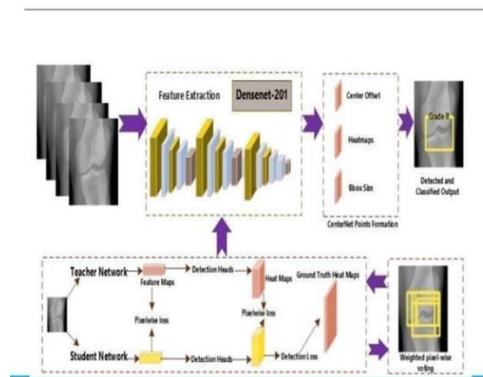 Feature Extraction
Densenet-201
Center Offset
Heatmaps
Bbox Size
CenterNet Points Formation
Grade-II
Detected and
Classified Output
Teacher Network
Feature Maps
Detection Heads
Heat Maps
Ground Truth Heat Maps
Pixelwise loss
Pixelwise loss
Student Network
Detection Heads
Detection Loss
Weighted pixel-wise
voting